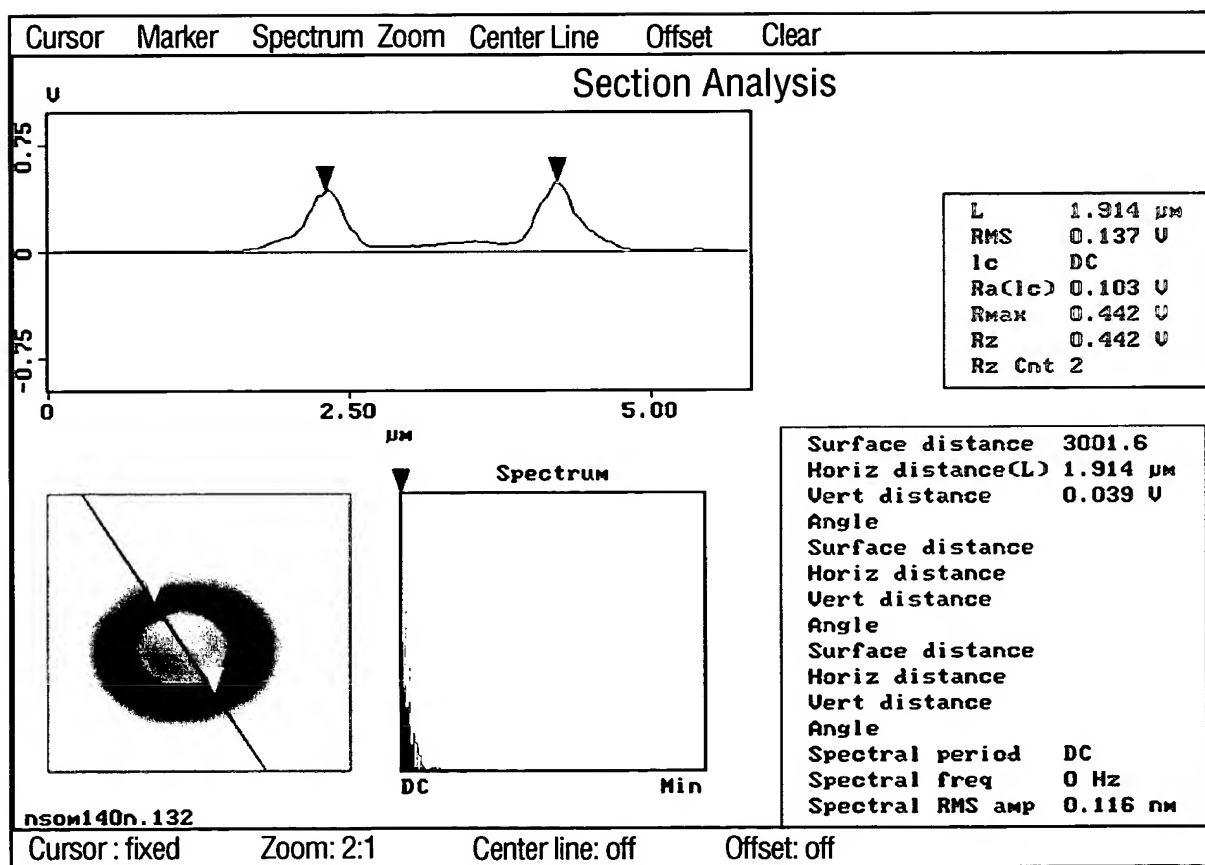 Cursor Marker Spectrum Zoom Center Line Offset Clear
Section Analysis
V
0.75
0
-0.75
0 2.50 5.00
µm
L 1.914 µm
RMS 0.137 V
lc DC
Ra(lc) 0.103 V
Rmax 0.442 V
Rz 0.442 V
Rz Cnt 2
Surface distance 3001.6
Horiz distance(L) 1.914 µm
Vert distance 0.039 V
Angle
Surface distance
Horiz distance
Vert distance
Angle
Surface distance
Horiz distance
Vert distance
Angle
Spectral period DC
Spectral freq 0 Hz
Spectral RMS amp 0.116 nm
Spectrum
DC Min
nsom140n.132
Cursor : fixed Zoom: 2:1 Center line: off Offset: off